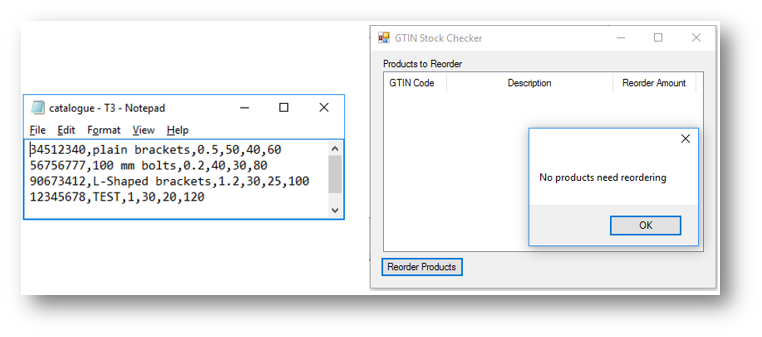 catalogue - T3 - Notepad
File Edit Format View Help
34512340,plain brackets,0.5,50,40,60
56756777,100 mm bolts,0.2,40,30,80
90673412,L-Shaped brackets,1.2,30,25,100
12345678,TEST,1,30,20,120
GTIN Stock Checker
Products to Reorder
GTIN Code Description Reorder Amount
No products need reordering
OK
Reorder Products